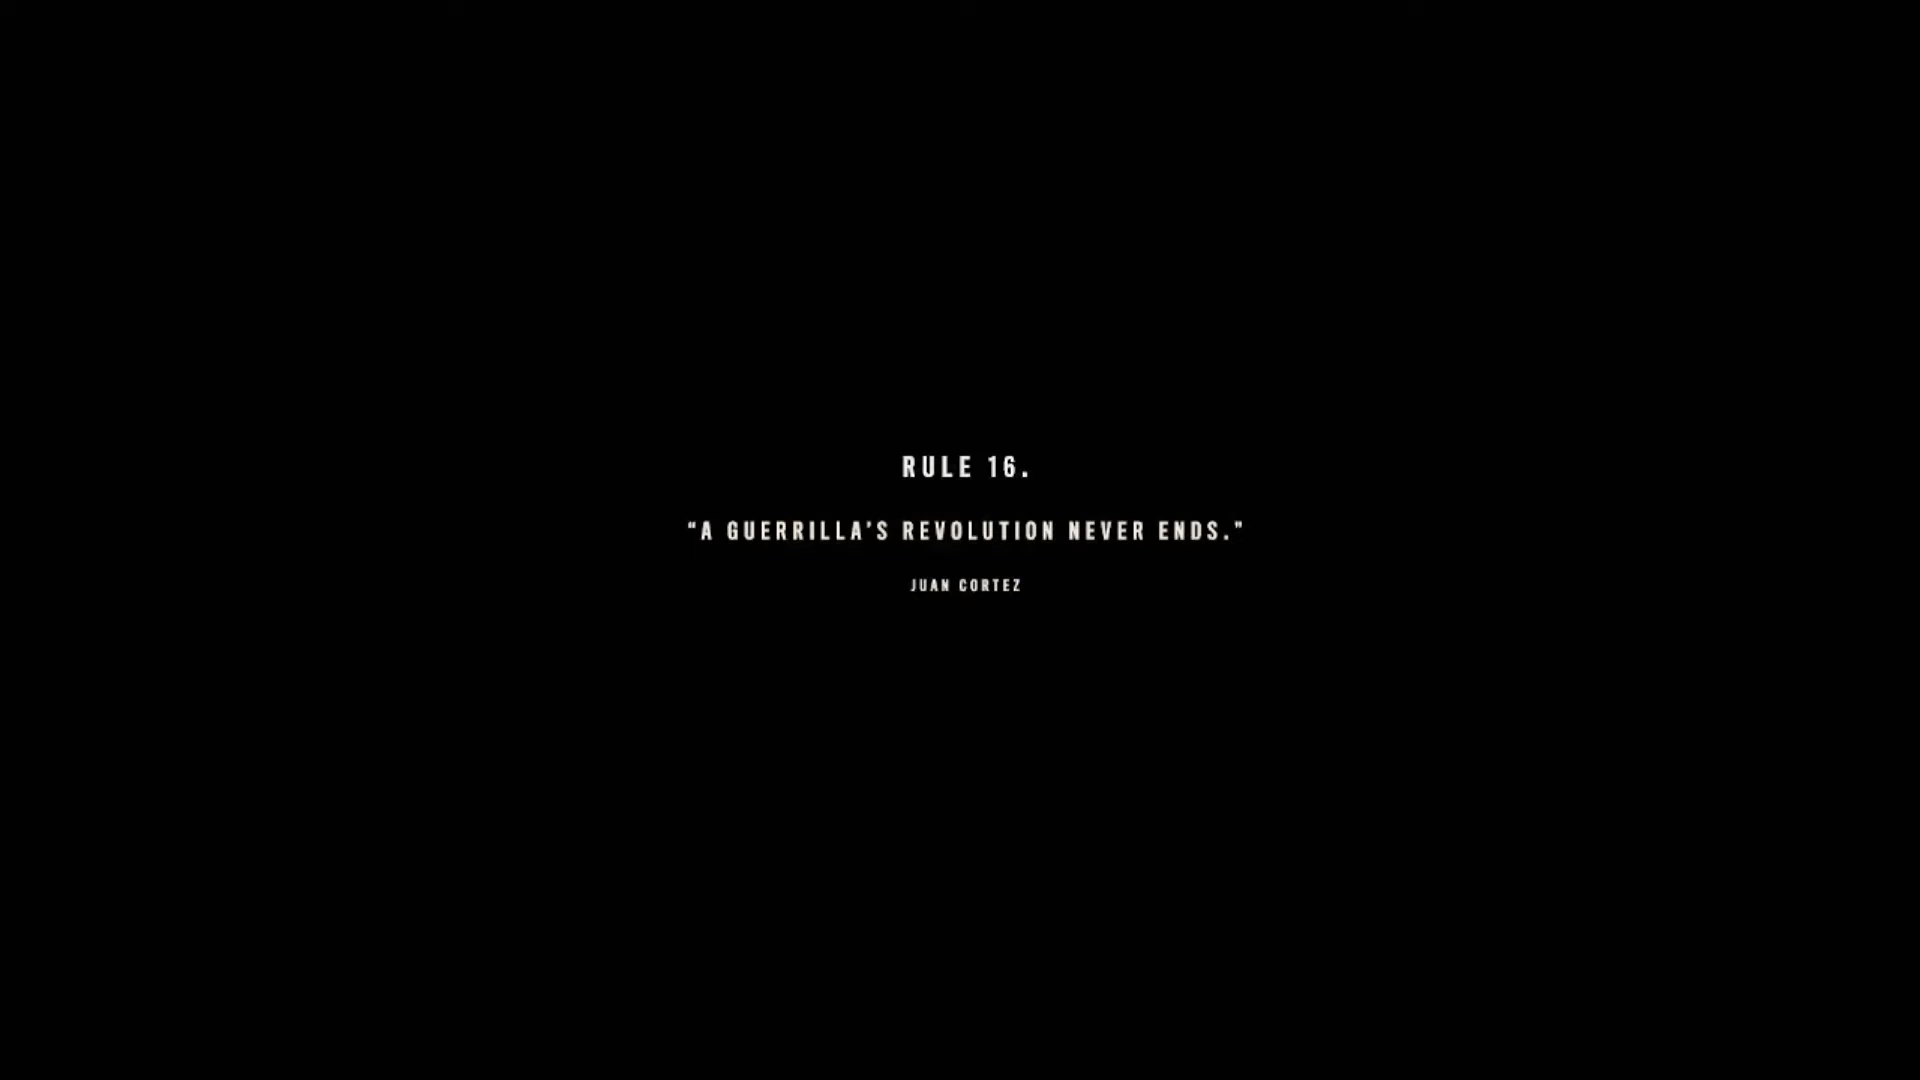 RULE 16.
“A GUERRILLA’S REVOLUTION NEVER ENDS.”
JUAN CORTEZ